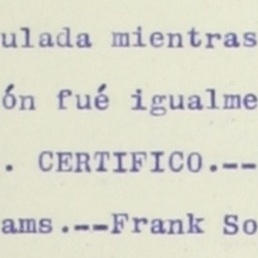 ulada mientras
ón fué igualme
. CERTIFICO.--
ams.--Frank So